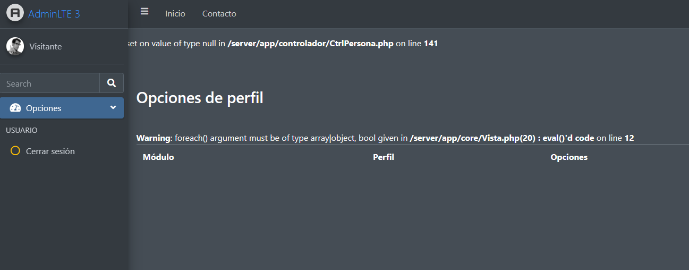 AdminLTE 3
Inicio Contacto
Visitante
set on value of type null in /server/app/controlador/CtrlPersona.php on line 141
Search
Opciones
Opciones de perfil
USUARIO
Warning: foreach() argument must be of type array|object, bool given in /server/app/core/Vista.php(20) : eval()'d code on line 12
Cerrar sesión
Módulo Perfil Opciones